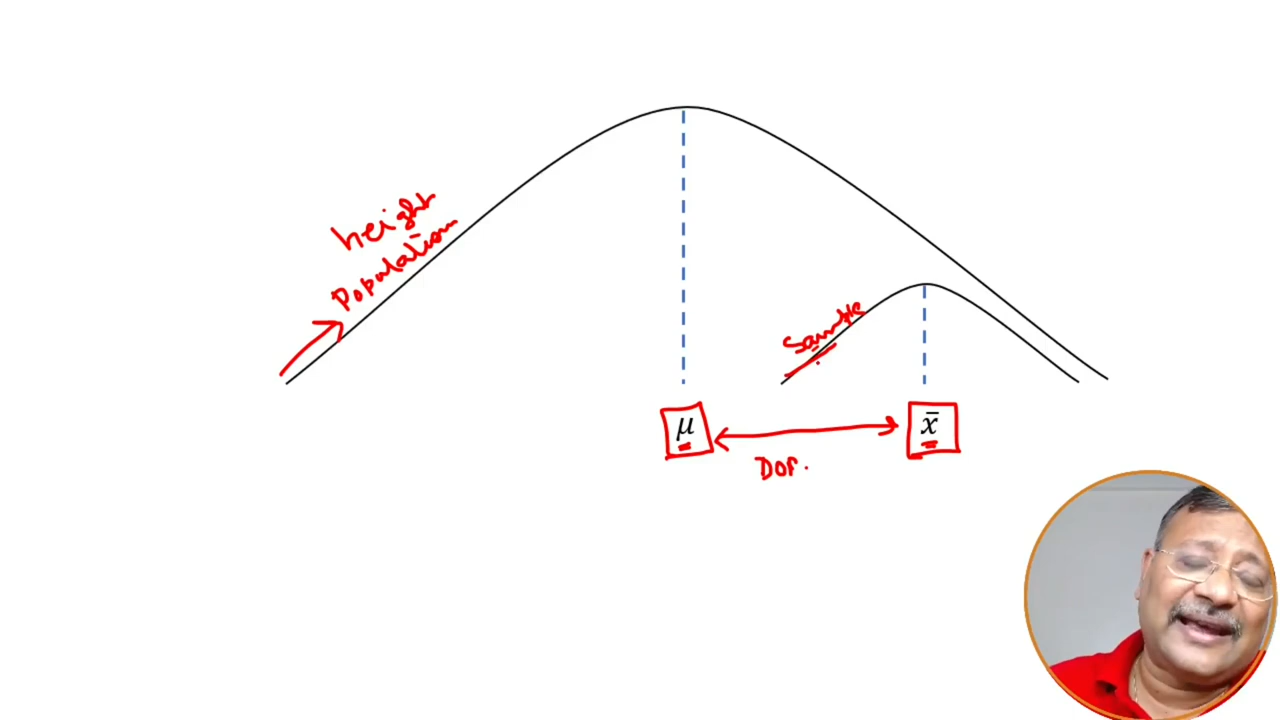 height
Population
Sample
μ
x̄
DOF.